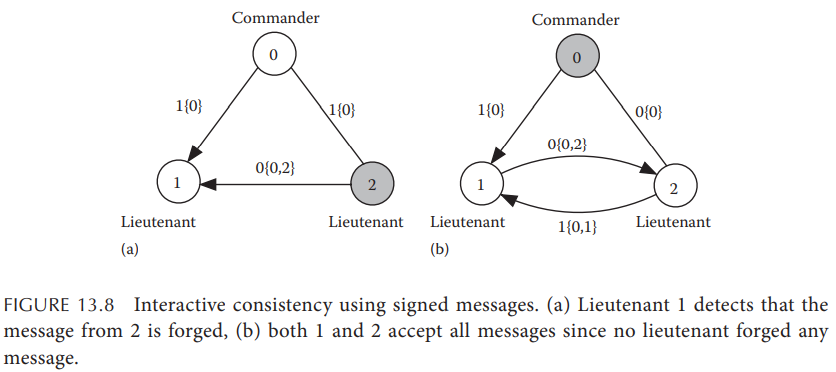 Commander
0
1{0}
1{0}
0{0,2}
1
2
Lieutenant
Lieutenant
(a)
Commander
0
1{0}
0{0}
0{0,2}
1
2
1{0,1}
Lieutenant
Lieutenant
(b)
FIGURE 13.8 Interactive consistency using signed messages. (a) Lieutenant 1 detects that the
message from 2 is forged, (b) both 1 and 2 accept all messages since no lieutenant forged any
message.